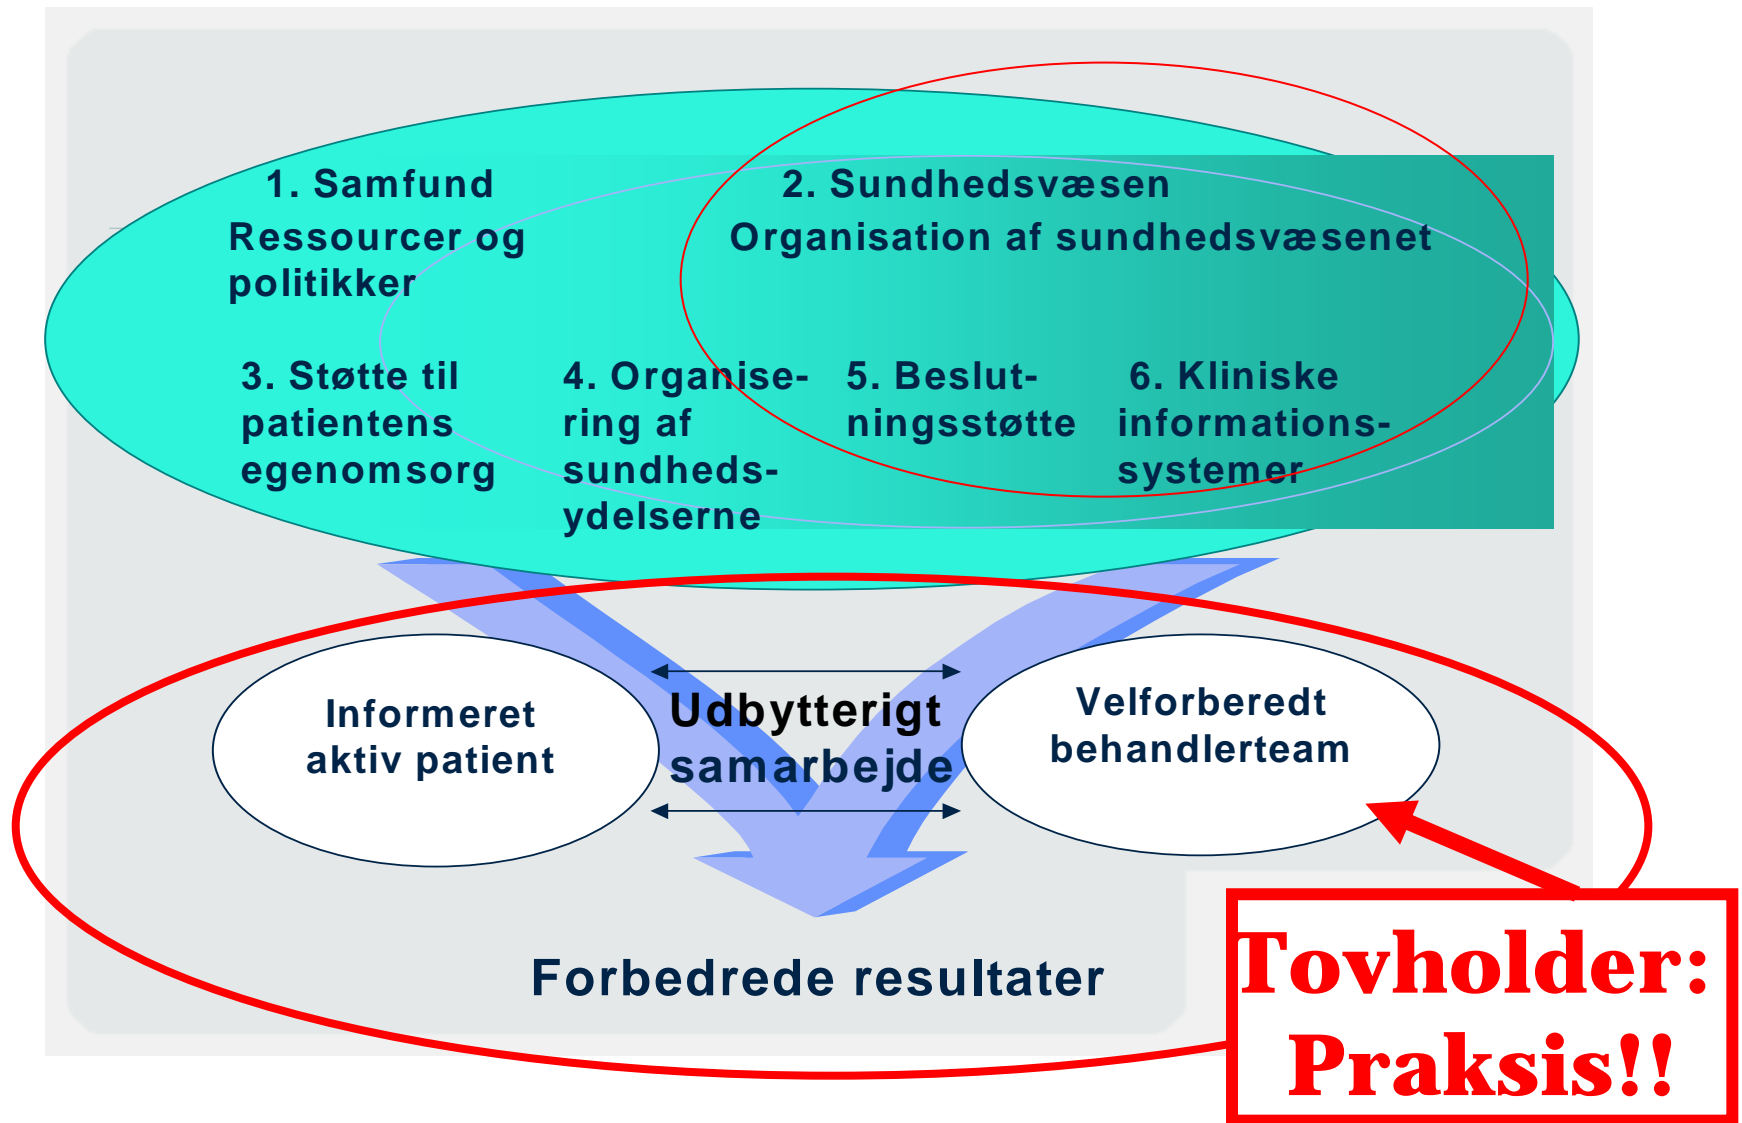 1. Samfund
Ressourcer og
politikker
2. Sundhedsvæsen
Organisation af sundhedsvæsenet
3. Støtte til
patientens
egenomsorg
4. Organise-
ring af
sundheds-
ydelserne
5. Beslut-
ningsstøtte
6. Kliniske
informations-
systemer
Informeret
aktiv patient
Udbytterigt
samarbejde
Velforberedt
behandlerteam
Forbedrede resultater
Tovholder:
Praksis!!